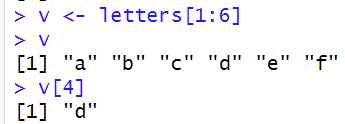 > v <- letters[1:6]
> v
[1] "a" "b" "c" "d" "e" "f"
> v[4]
[1] "d"